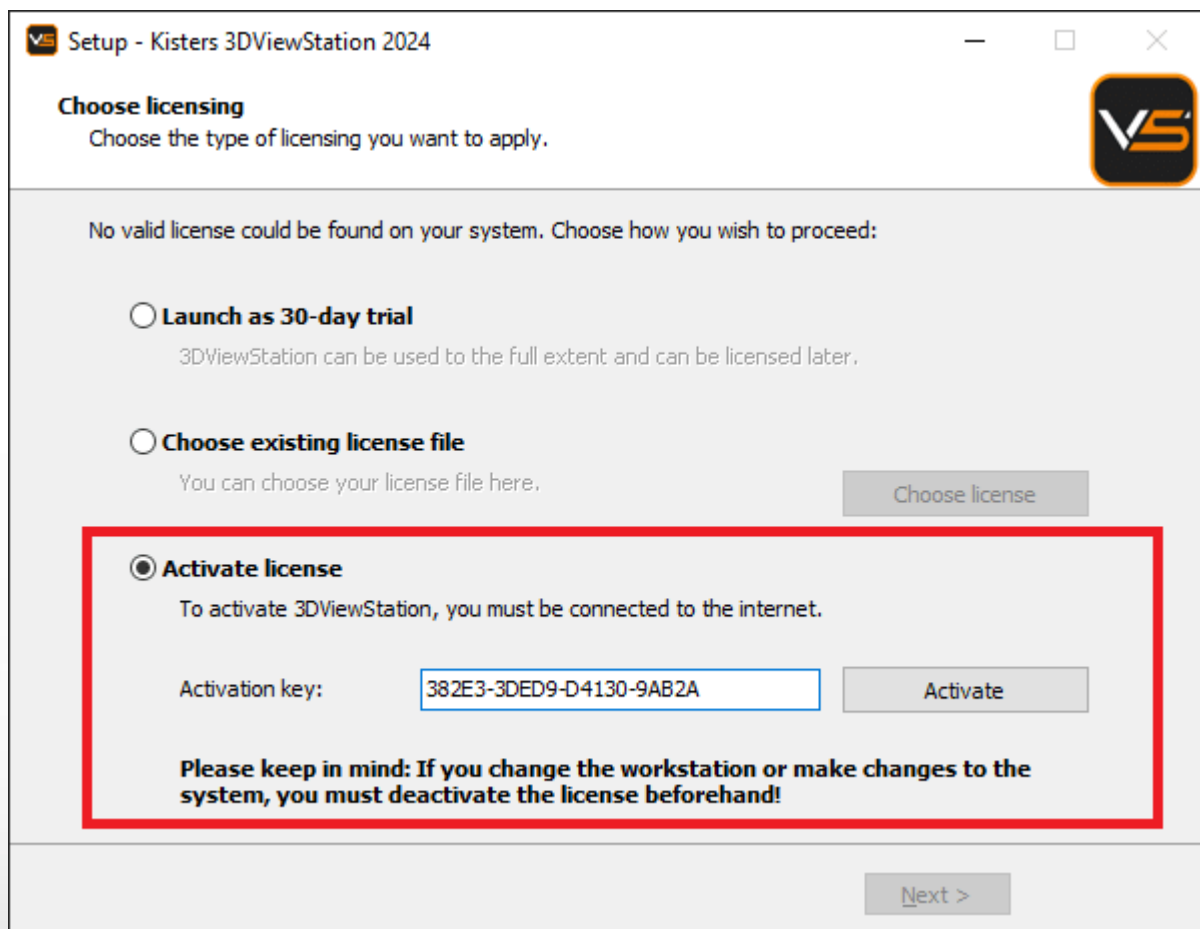 VS Setup - Kisters 3DViewStation 2024
Choose licensing
Choose the type of licensing you want to apply.
VS
No valid license could be found on your system. Choose how you wish to proceed:
Launch as 30-day trial
3DViewStation can be used to the full extent and can be licensed later.
Choose existing license file
You can choose your license file here.
Choose license
Activate license
To activate 3DViewStation, you must be connected to the internet.
Activation key: 382E3-3DED9-D4130-9AB2A Activate
Please keep in mind: If you change the workstation or make changes to the
system, you must deactivate the license beforehand!
Next >